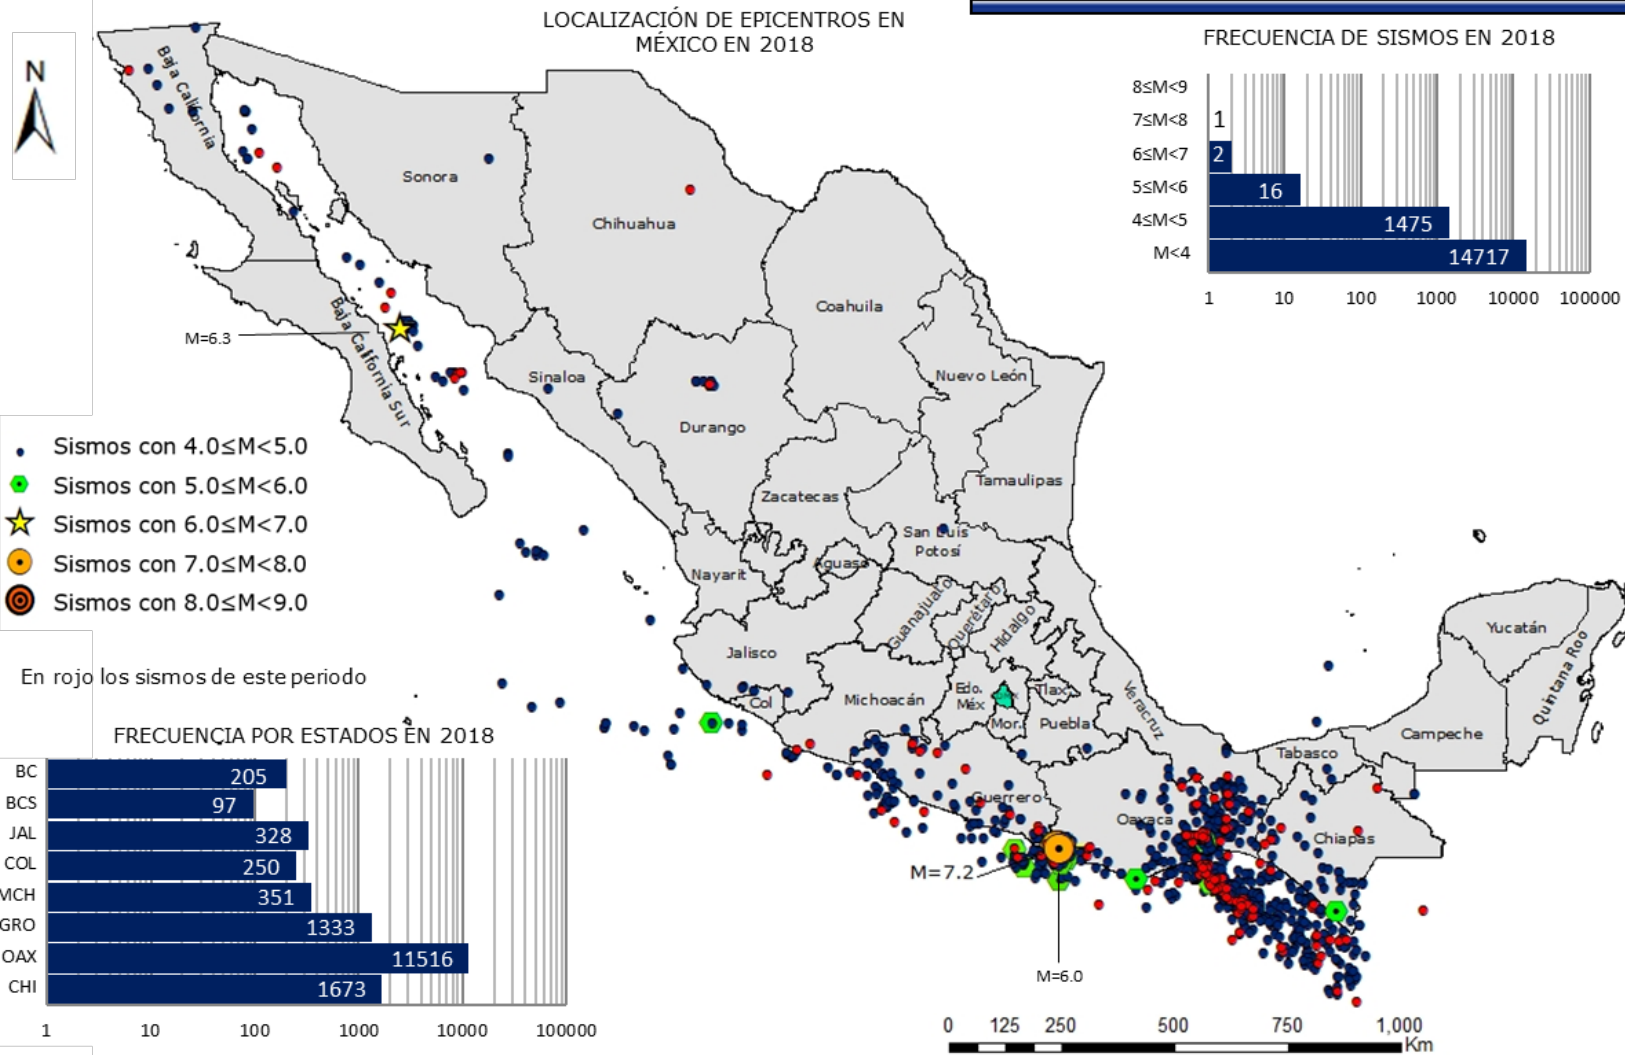 LOCALIZACIÓN DE EPICENTROS EN
MÉXICO EN 2018
N
Baja California
Sonora
Chihuahua
Coahuila
Baja California Sur
M=6.3
Sinaloa
Durango
Nuevo León
Tamaulipas
Zacatecas
San Luis
Potosí
Nayarit
Aguasc
Guanajuato
Querétaro
Hidalgo
Jalisco
Col
Michoacán
Edo.
Méx
Tlax.
Mor.
Puebla
Veracruz
Guerrero
Oaxaca
Tabasco
Chiapas
Campeche
Yucatán
Quintana Roo
M=7.2
M=6.0
FRECUENCIA DE SISMOS EN 2018
8≤M<9
7≤M<8 1
6≤M<7 2
5≤M<6 16
4≤M<5 1475
M<4 14717
1 10 100 1000 10000 100000
Sismos con 4.0≤M<5.0
Sismos con 5.0≤M<6.0
Sismos con 6.0≤M<7.0
Sismos con 7.0≤M<8.0
Sismos con 8.0≤M<9.0
En rojo los sismos de este periodo
FRECUENCIA POR ESTADOS EN 2018
BC 205
BCS 97
JAL 328
COL 250
MCH 351
GRO 1333
OAX 11516
CHI 1673
1 10 100 1000 10000 100000
0 125 250 500 750 1,000
Km